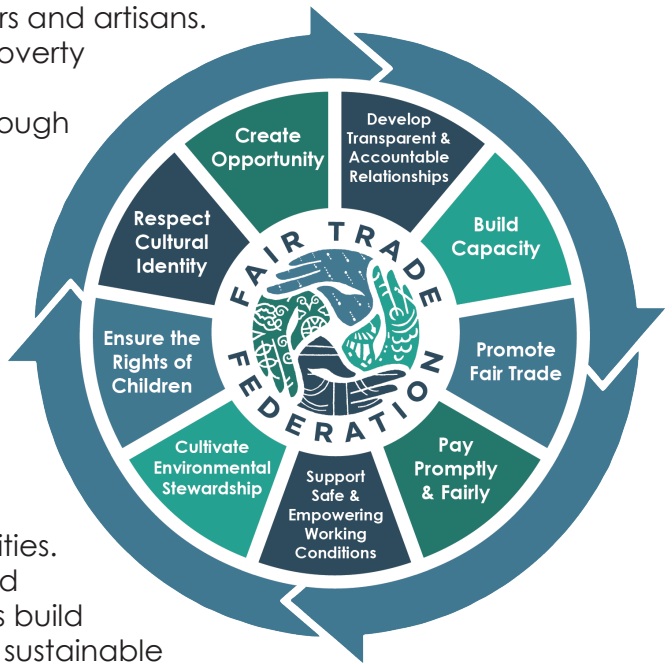 rs and artisans.
overty
ough
Create
Opportunity
Develop
Transparent &
Accountable
Relationships
Build
Capacity
Promote
Fair Trade
Pay
Promptly
& Fairly
Support
Safe &
Empowering
Working
Conditions
Cultivate
Environmental
Stewardship
Ensure the
Rights of
Children
Respect
Cultural
Identity
FAIR TRADE
FEDERATION
ities.
d
s build
sustainable